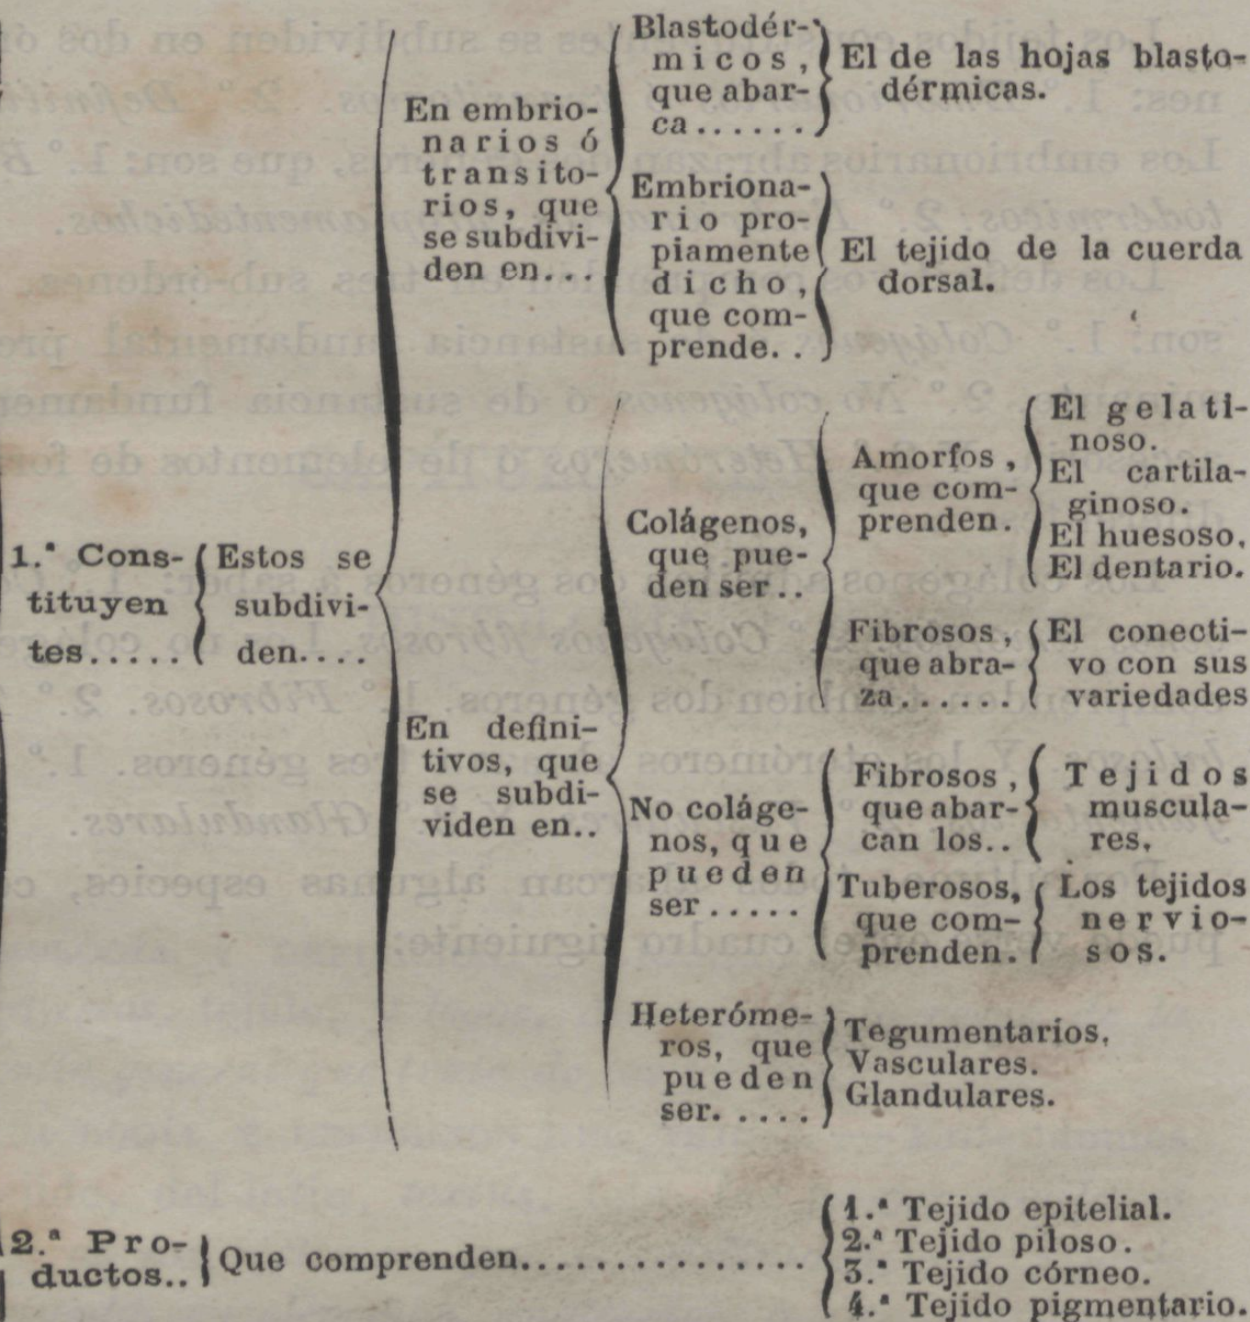 Blastodér-
micos,
que abar-
ca......
El de las hojas blasto-
dérmicas.
En embrio-
narios ó
transito-
rios, que
se subdivi-
den en...
Embriona-
rio pro-
piamente
dicho,
que com-
prende. .
El tejido de la cuerda
dorsal.
1.ª Cons-
tituyen
tes.....
Estos se
subdivi-
den....
Colágenos,
que pue-
den ser..
Amorfos,
que com-
prenden.
El gelati-
noso.
El cartila-
ginoso.
El huesoso.
El dentario.
Fibrosos,
que abra-
za......
El conecti-
vo con sus
variedades
En defini-
tivos, que
se subdi-
viden en..
No coláge-
nos, que
pueden
ser.....
Fibrosos,
que abar-
can los..
Tejidos
muscula-
res.
Tuberosos,
que com-
prenden.
Los tejidos
nervio-
sos.
Heteróme-
ros, que
pueden
ser. ....
Tegumentarios.
Vasculares.
Glandulares.
2.ª Pro-
ductos..
Que comprenden...............
1.ª Tejido epitelial.
2.ª Tejido piloso.
3.ª Tejido córneo.
4.ª Tejido pigmentario.